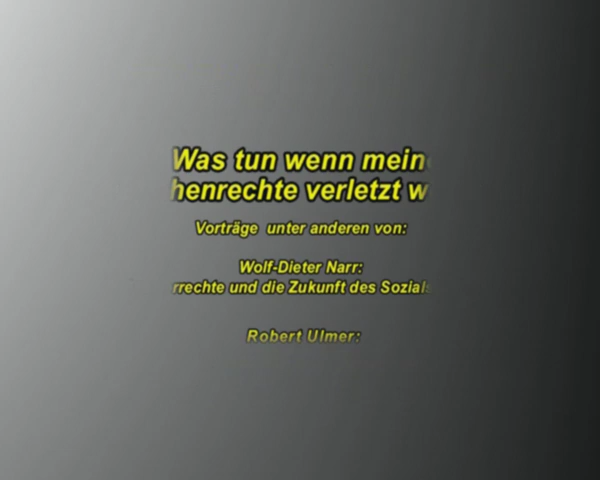 Was tun wenn mein
henrechte verletzt w
Vorträge unter anderen von:
Wolf-Dieter Narr:
rrechte und die Zukunft des Sozial
Robert Ulmer: